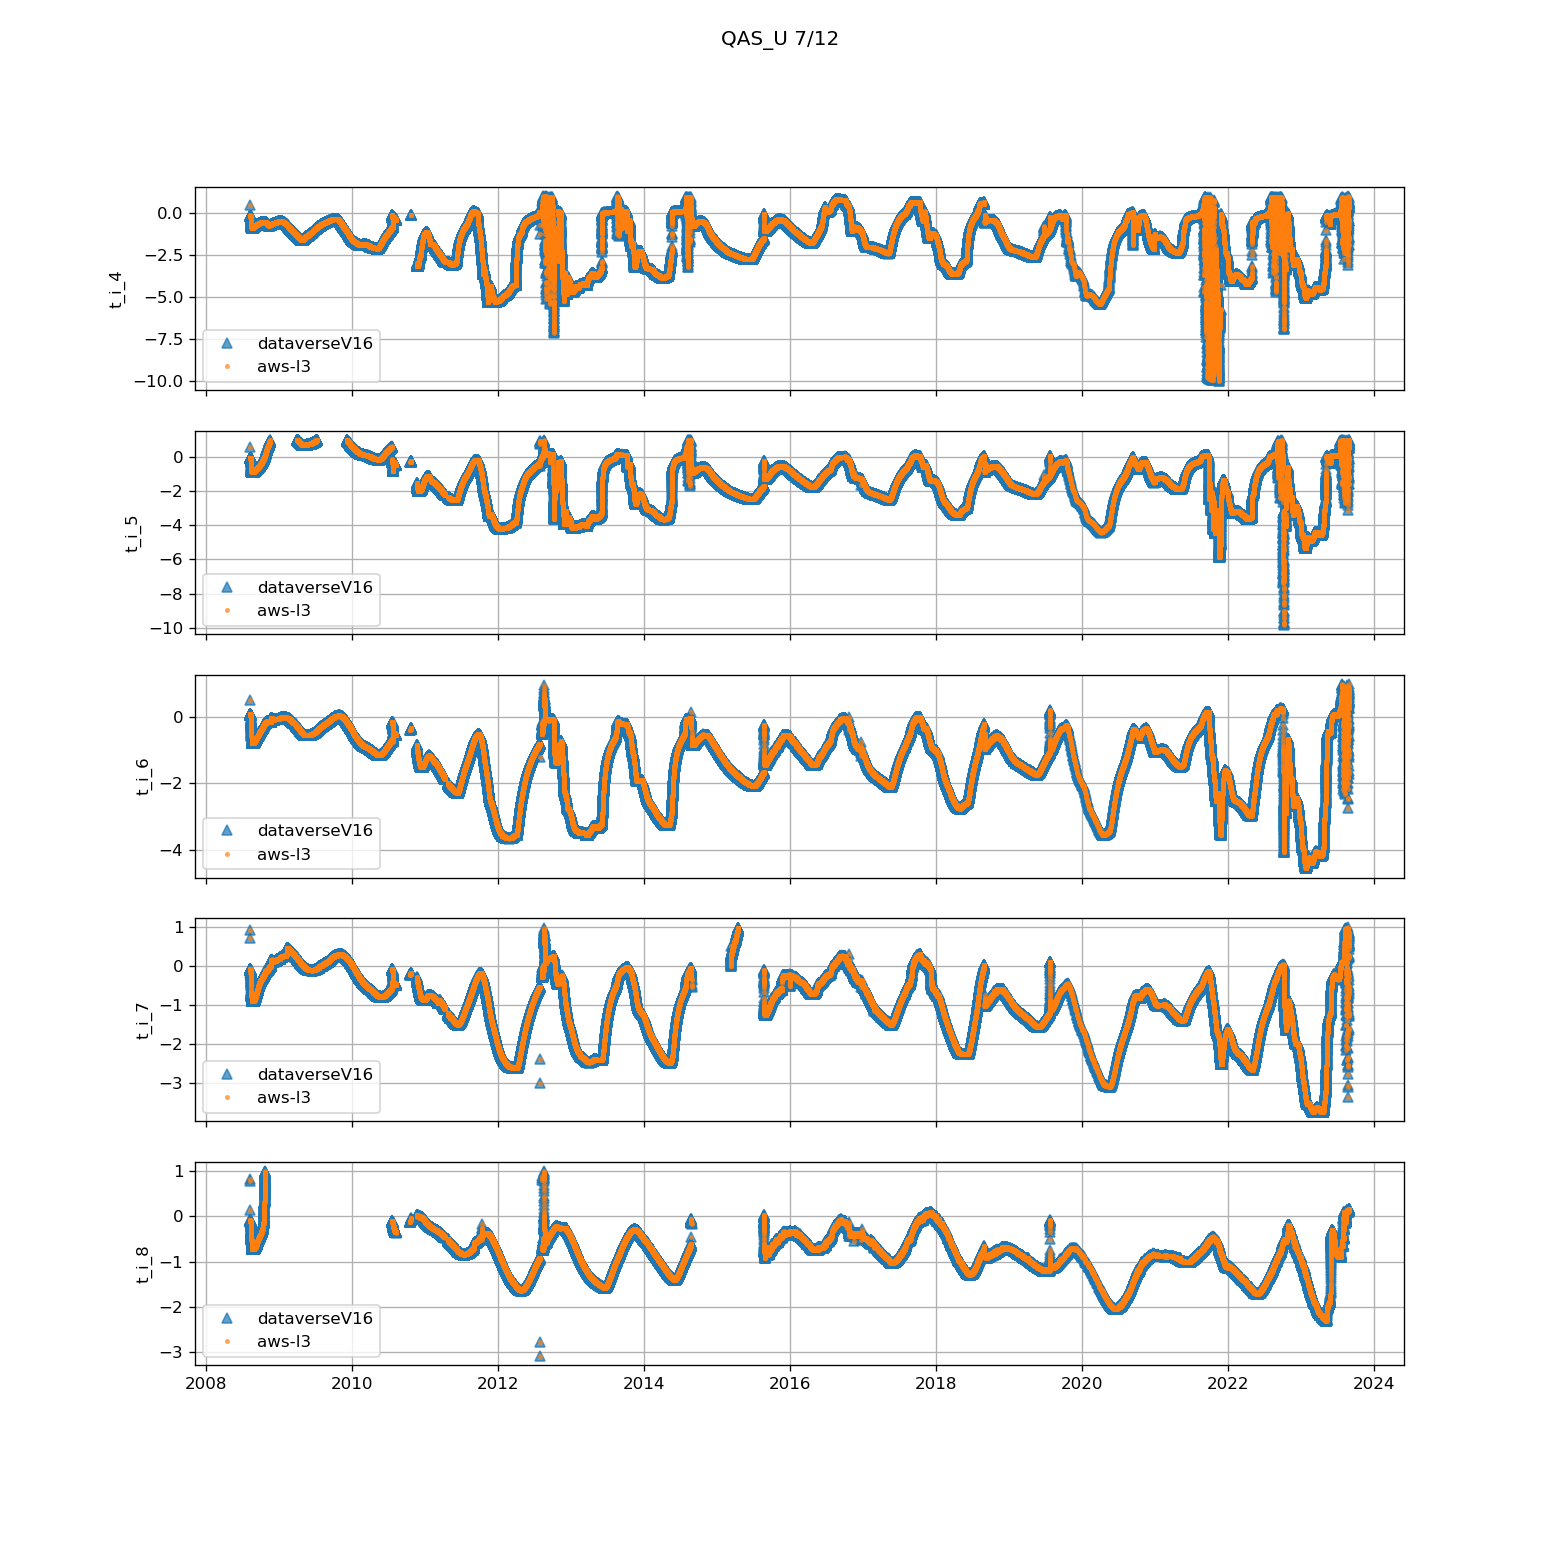 QAS_U 7/12
t_i_4
0.0
−2.5
−5.0
−7.5
−10.0
dataverseV16
aws-l3
t_i_5
0
−2
−4
−6
−8
−10
dataverseV16
aws-l3
t_i_6
0
−2
−4
dataverseV16
aws-l3
t_i_7
1
0
−1
−2
−3
dataverseV16
aws-l3
t_i_8
1
0
−1
−2
−3
dataverseV16
aws-l3
2008 2010 2012 2014 2016 2018 2020 2022 2024